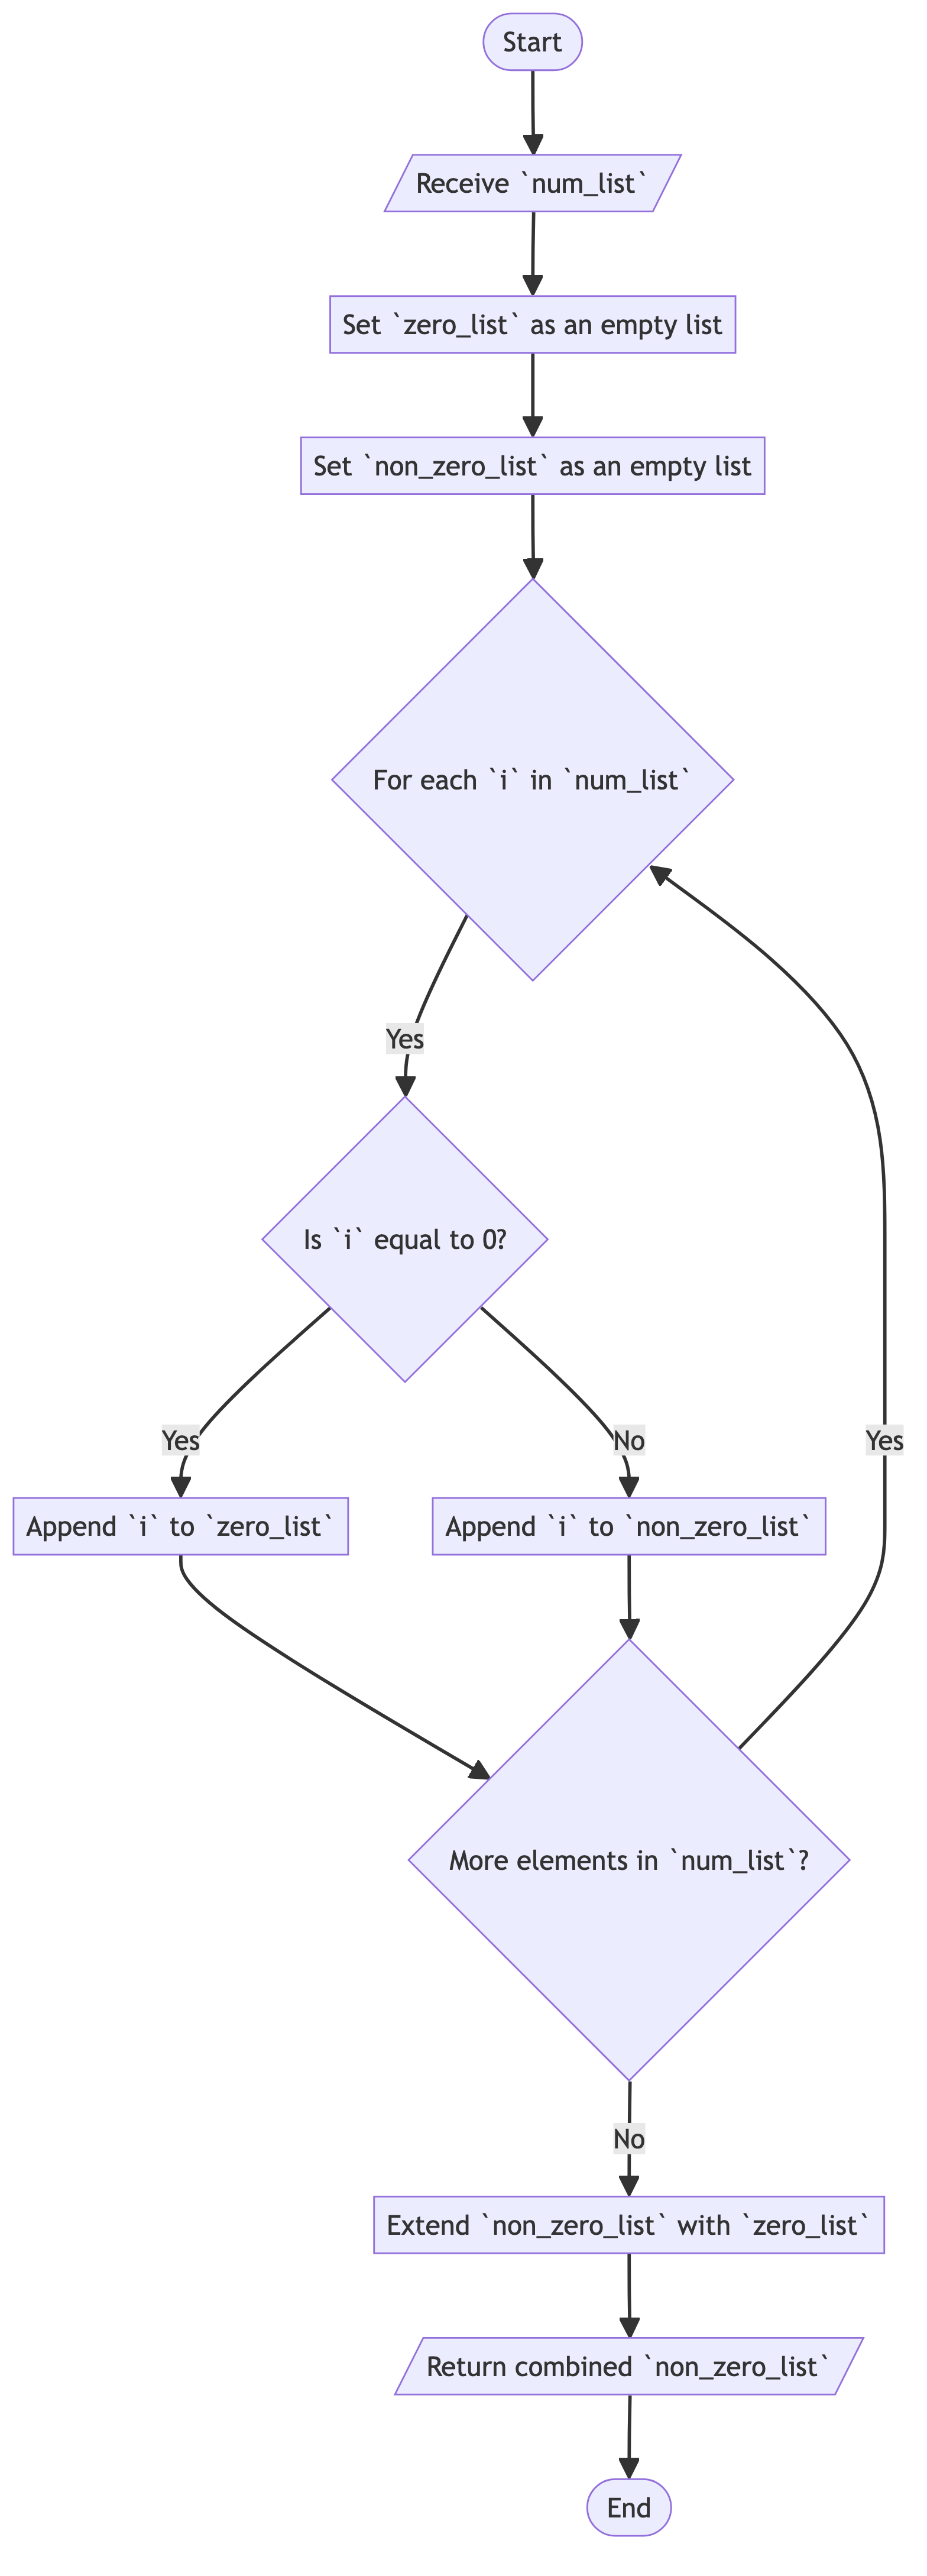 Start
Receive `num_list`
Set `zero_list` as an empty list
Set `non_zero_list` as an empty list
For each `i` in `num_list`
Yes
Is `i` equal to 0?
Yes
No
Yes
Append `i` to `zero_list`
Append `i` to `non_zero_list`
More elements in `num_list`?
No
Extend `non_zero_list` with `zero_list`
Return combined `non_zero_list`
End